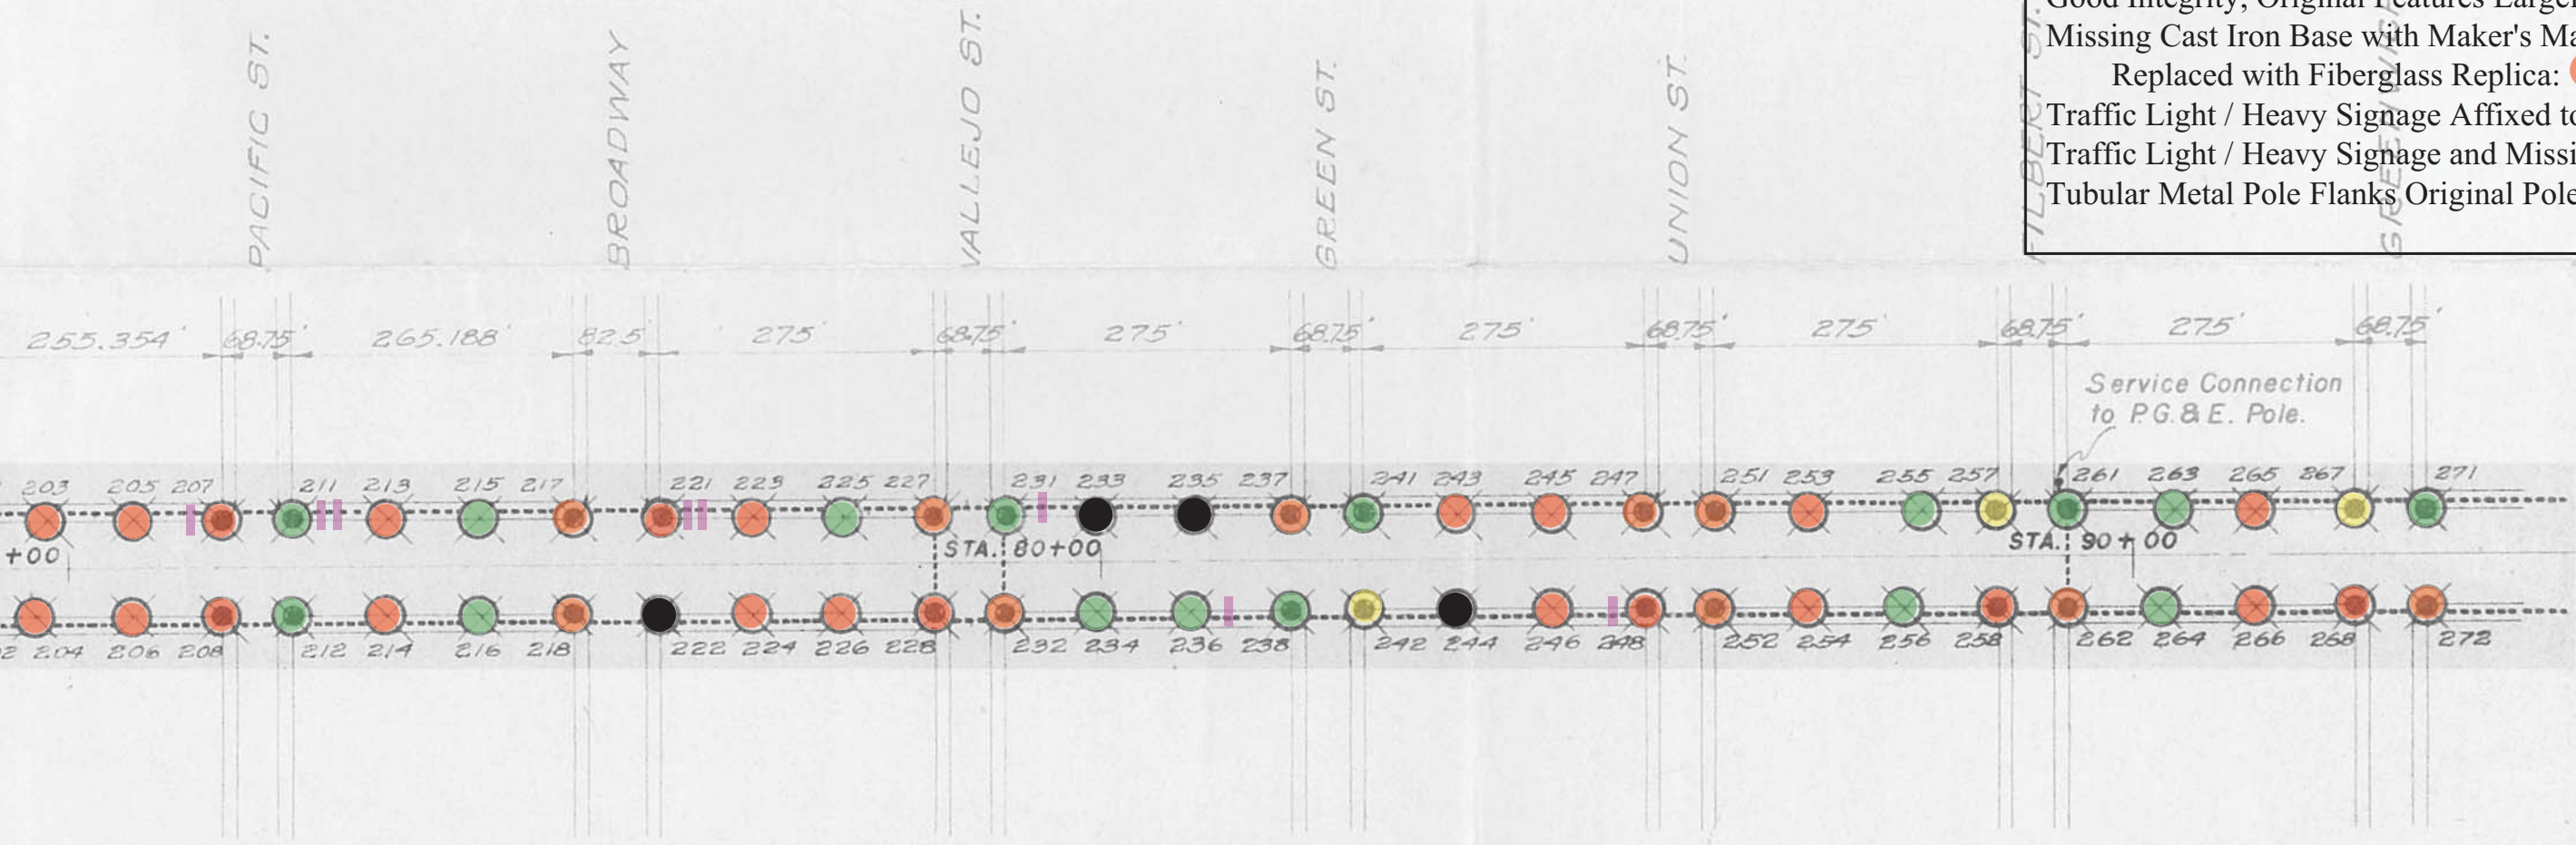 Missing Cast Iron Base with Maker's
Replaced with Fiberglass Replica:
Traffic Light / Heavy Signage Affixed
Traffic Light / Heavy Signage and
Tubular Metal Pole Flanks Original Pole
PACIFIC ST.
BROADWAY
VALLEJO ST.
GREEN ST.
UNION ST.
FILBERT ST.
255.354' 68.75' 265.188' 82.5' 275' 68.75' 275' 68.75' 275' 68.75' 275' 68.75' 275' 68.75'
Service Connection
to P.G.&E. Pole.
203 205 207 211 213 215 217 221 223 225 227 231 233 235 237 241 243 245 247 251 253 255 257 261 263 265 267 271
+00 STA. 80+00 STA. 90+00
204 206 208 212 214 216 218 222 224 226 228 232 234 236 238 242 244 246 248 252 254 256 258 262 264 266 268 272